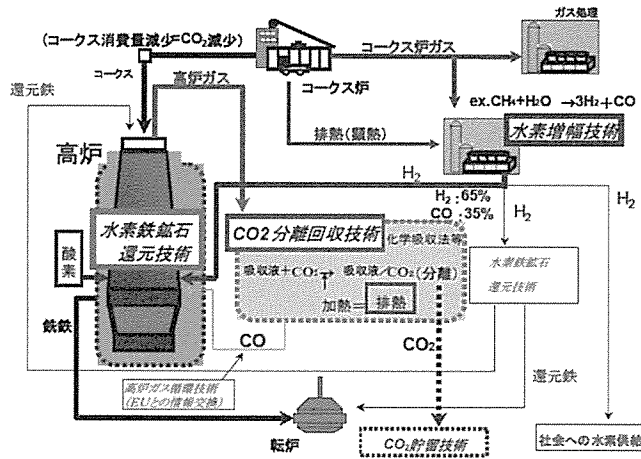 ガス処理
(コークス消費量減少=CO₂減少)
コークス炉ガス
コークス
コークス炉
高炉ガス
還元鉄
ex.CH₄+H₂O →3H₂+CO
排熱(顕熱)
水素増幅技術
高炉
H₂
H₂:65%
CO :35%
H₂
H₂
水素鉄鉱石
還元技術
CO2分離回収技術
化学吸収法等
酸素
吸収液+CO₂
吸収液/CO₂(分離)
水素鉄鉱石
還元技術
加熱=
排熱
鉄鉄
CO
CO₂
高炉ガス循環技術
(EUとの情報交換)
還元鉄
転炉
CO₂貯留技術
社会への水素供給